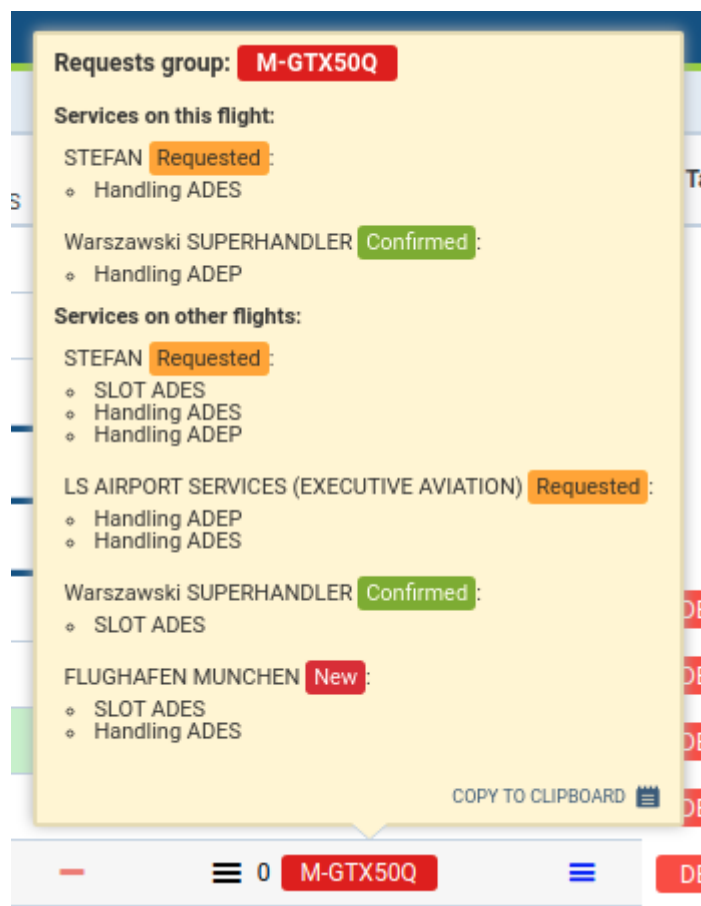 Requests group: M-GTX50Q
Services on this flight:
STEFAN Requested :
Handling ADES
Warszawski SUPERHANDLER Confirmed :
Handling ADEP
Services on other flights:
STEFAN Requested :
SLOT ADES
Handling ADES
Handling ADEP
LS AIRPORT SERVICES (EXECUTIVE AVIATION) Requested :
Handling ADEP
Handling ADES
Warszawski SUPERHANDLER Confirmed :
SLOT ADES
FLUGHAFEN MUNCHEN New :
SLOT ADES
Handling ADES
COPY TO CLIPBOARD
0 M-GTX50Q